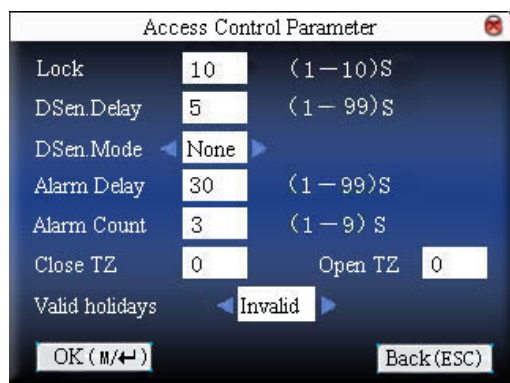 Access Control Parameter
Lock 10 (1—10)S
DSen.Delay 5 (1— 99)S
DSen.Mode None
Alarm Delay 30 (1—99)S
Alarm Count 3 (1—9) S
Close TZ 0 Open TZ 0
Valid holidays Invalid
OK(M/↵) Back(ESC)